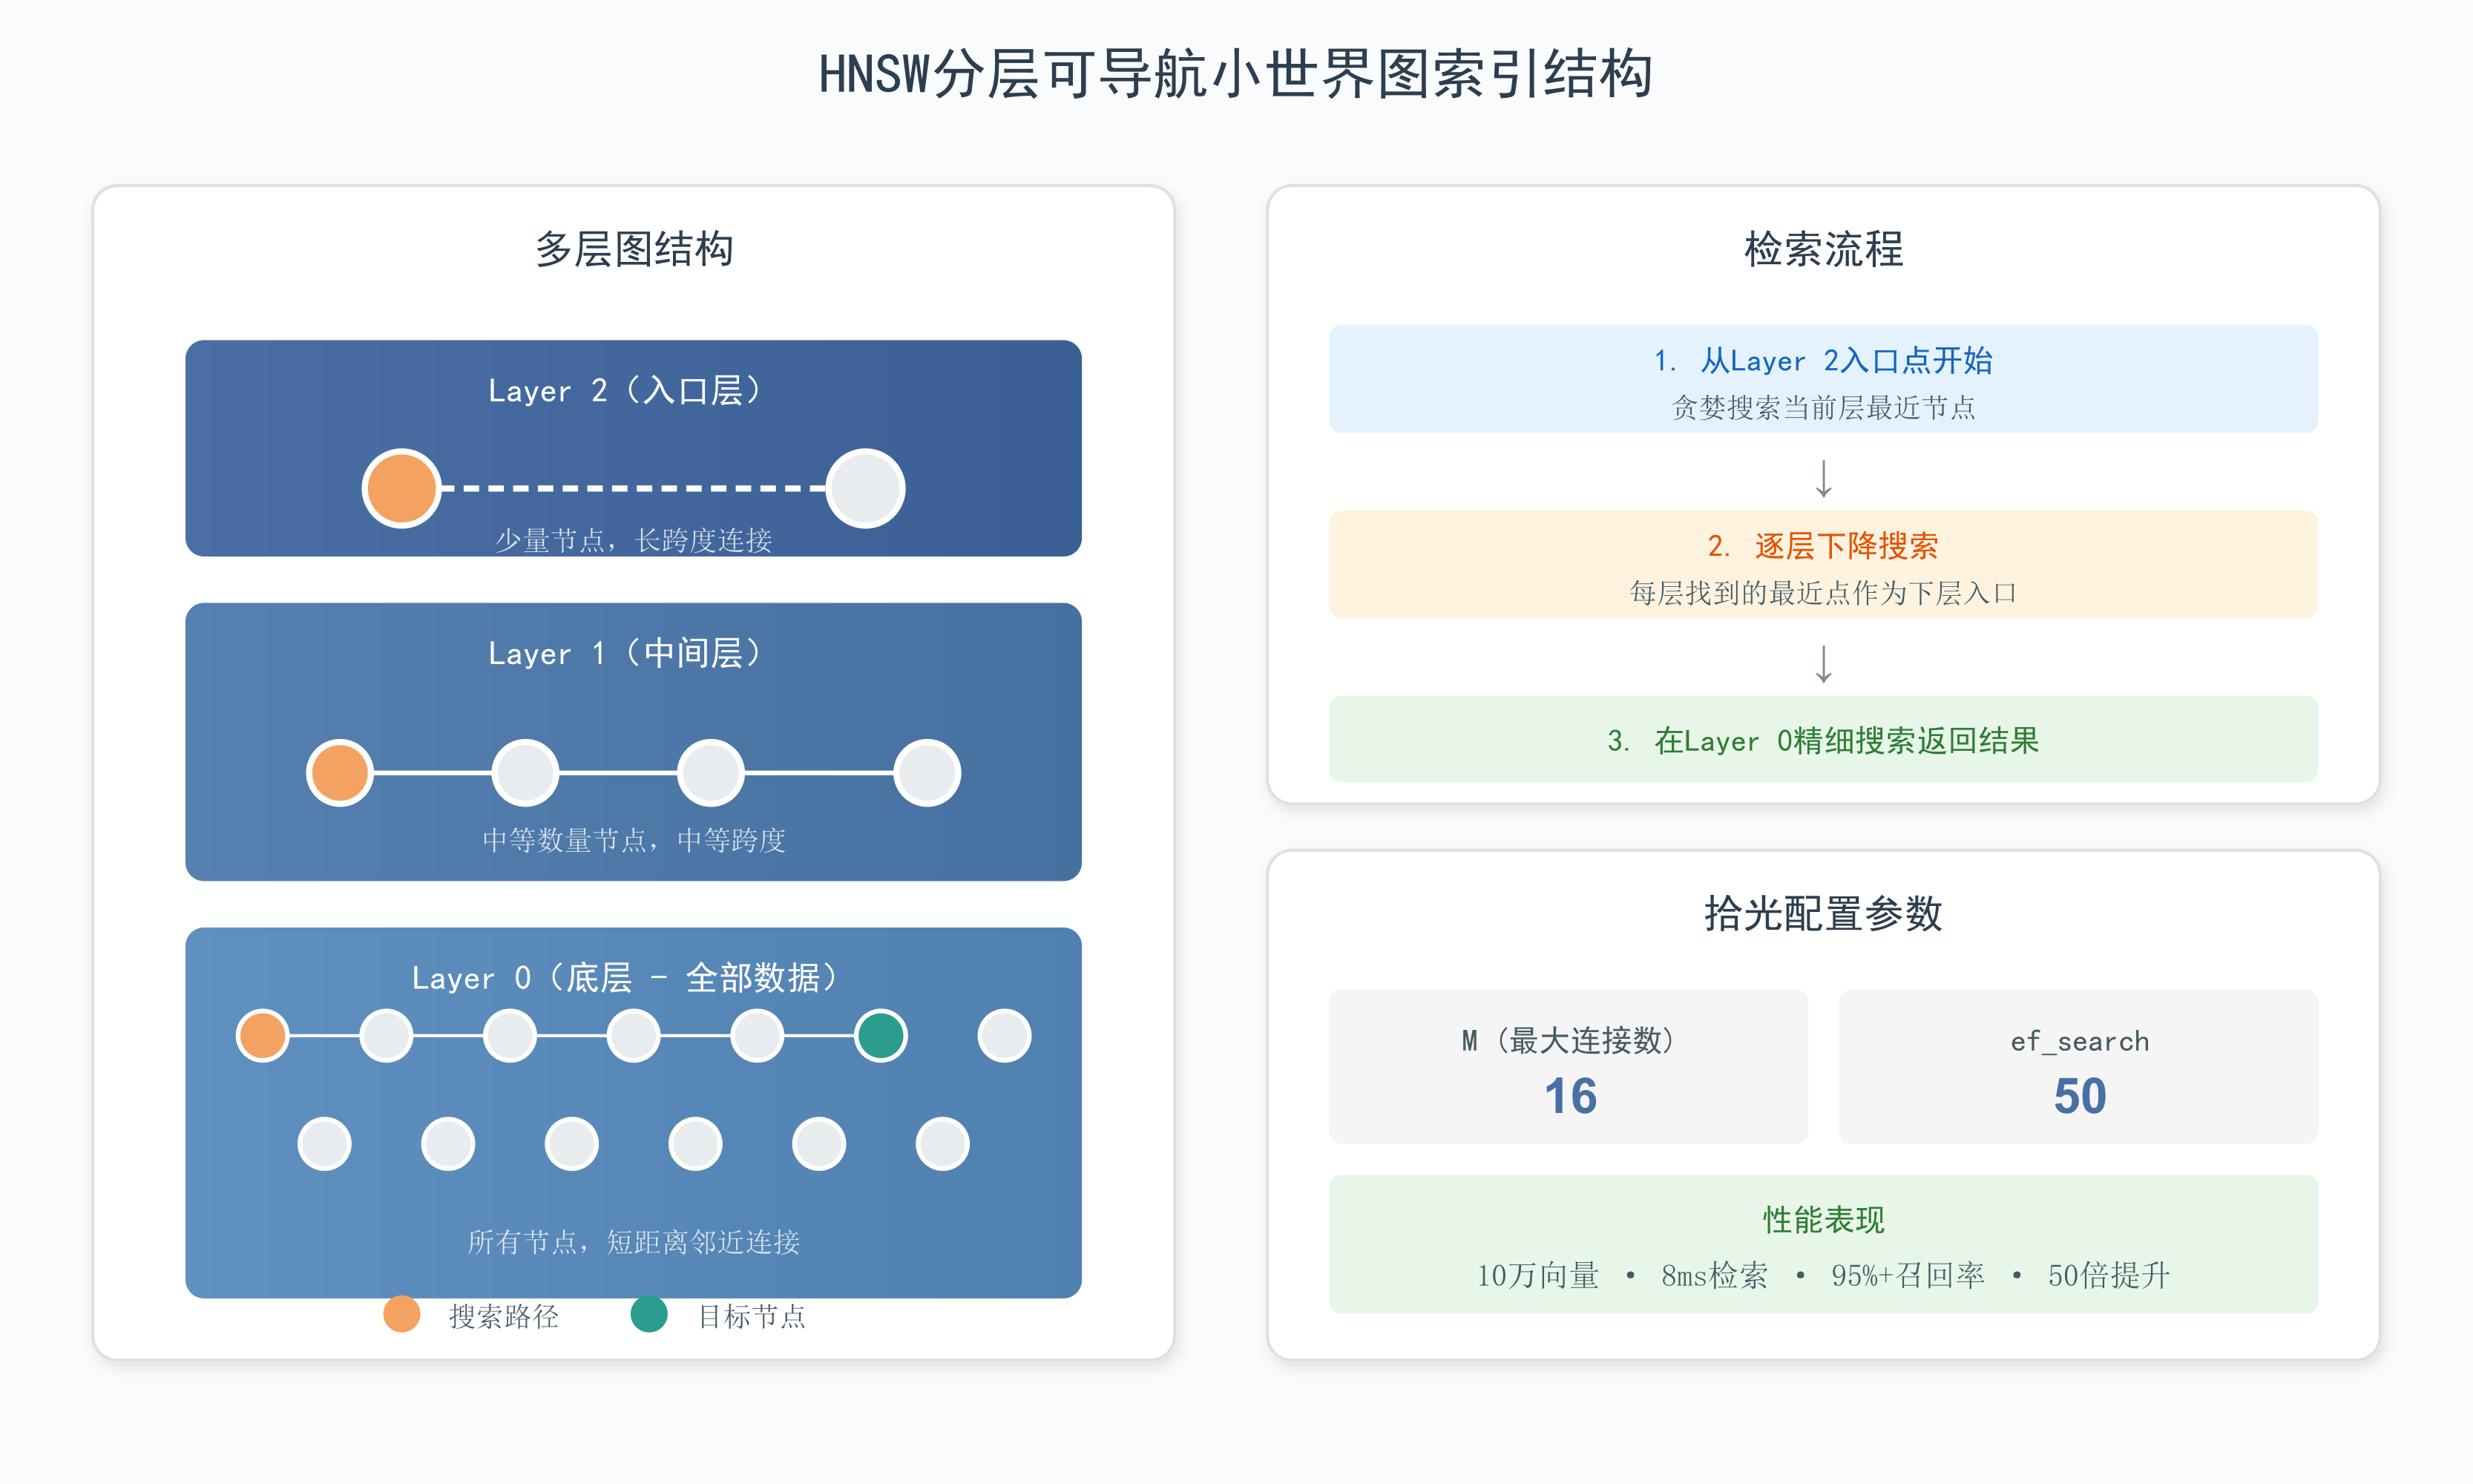 HNSW分层可导航小世界图索引结构
多层图结构
Layer 2（入口层）
少量节点，长跨度连接
Layer 1（中间层）
中等数量节点，中等跨度
Layer 0（底层 - 全部数据）
所有节点，短距离邻近连接
搜索路径
目标节点
检索流程
1. 从Layer 2入口点开始
贪婪搜索当前层最近节点
↓
2. 逐层下降搜索
每层找到的最近点作为下层入口
↓
3. 在Layer 0精细搜索返回结果
拾光配置参数
M（最大连接数）
16
ef_search
50
性能表现
10万向量 • 8ms检索 • 95%+召回率 • 50倍提升